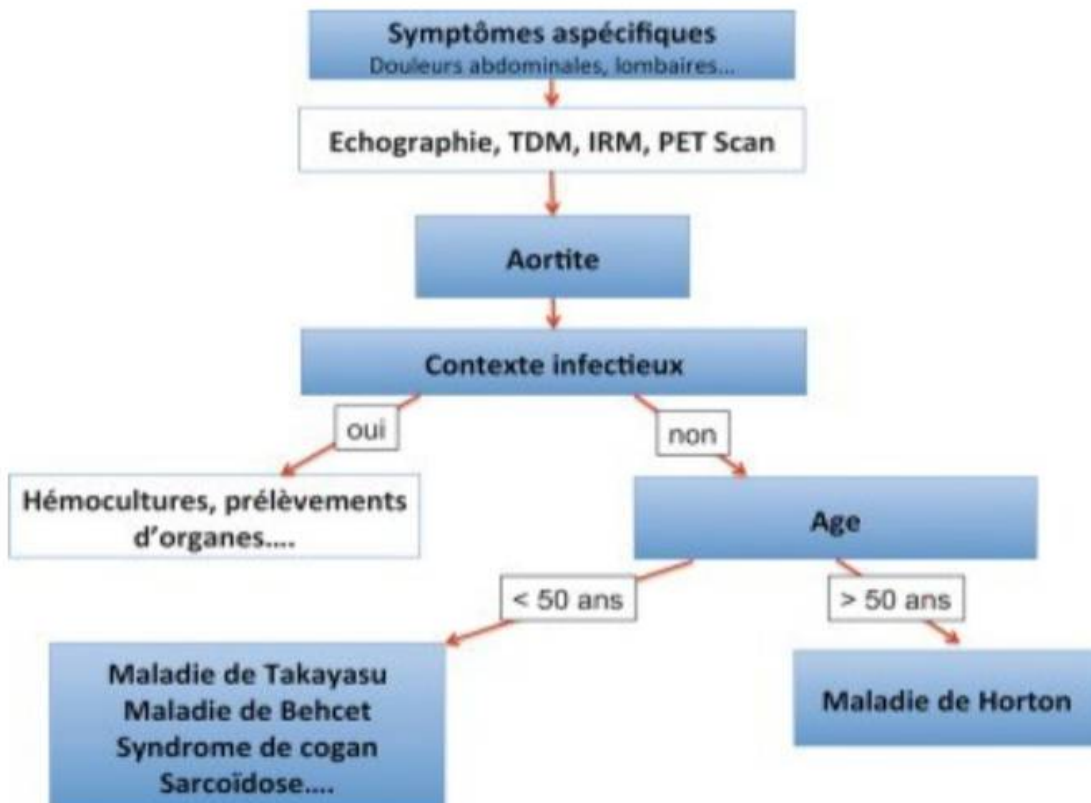 Symptômes aspécifiques
Douleurs abdominales, lombaires...
Echographie, TDM, IRM, PET Scan
Aortite
Contexte infectieux
oui
non
Hémocultures, prélèvements
d'organes....
Age
< 50 ans
> 50 ans
Maladie de Takayasu
Maladie de Behcet
Syndrome de cogan
Sarcoïdose....
Maladie de Horton